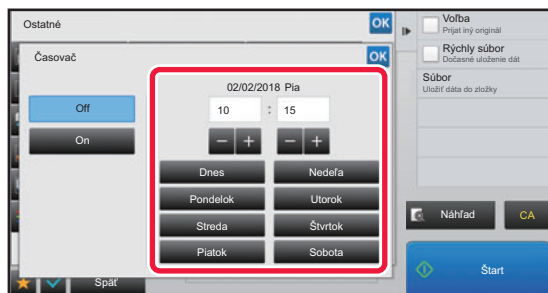 Ostatné
OK
Časovač
OK
Off
On
02/02/2018 Pia
10 : 15
Dnes
Nedeľa
Pondelok
Utorok
Streda
Štvrtok
Piatok
Sobota
Späť
Voľba
Prijat iný originál
Rýchly súbor
Dočasné uloženie dát
Súbor
Uložiť dáta do zložky
Náhľad
CA
Štart